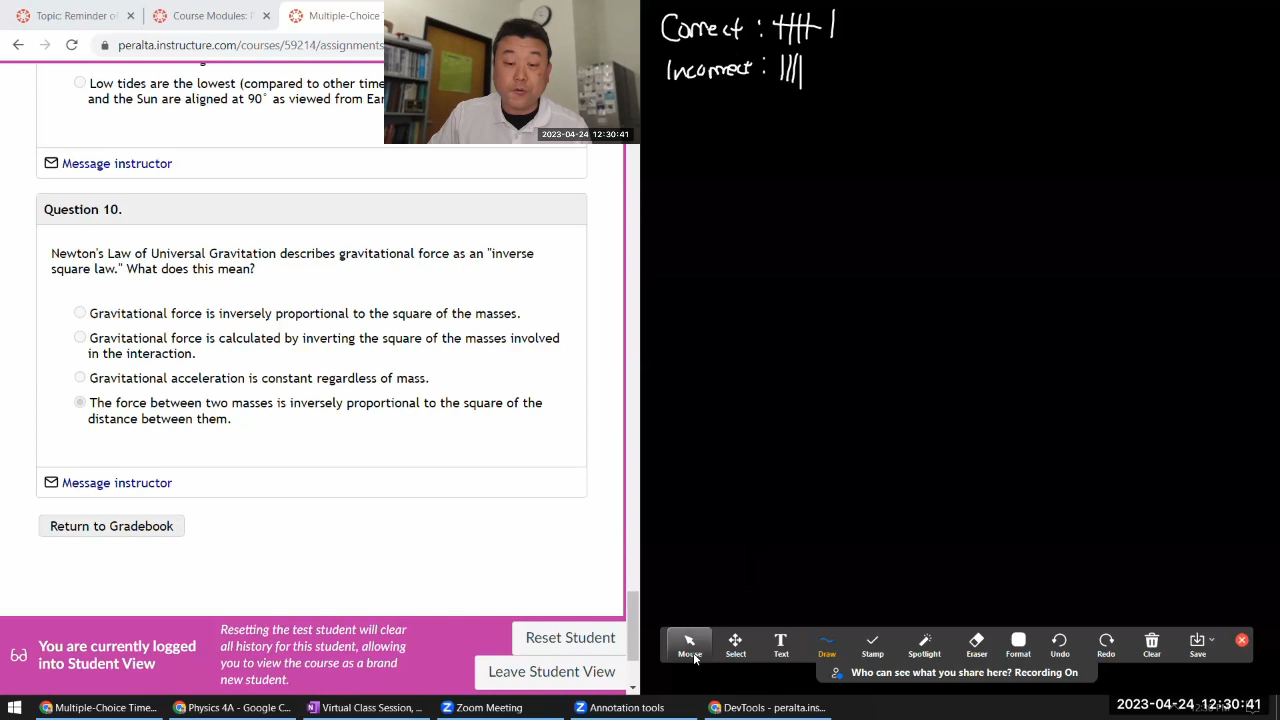 Topic: Reminder of
Course Modules: P
Multiple-Choice
peralta.instructure.com/courses/59214/assignments
Low tides are the lowest (compared to other time
and the Sun are aligned at 90° as viewed from Ear
2023-04-24 12:30:41
Message instructor
Question 10.
Newton's Law of Universal Gravitation describes gravitational force as an "inverse
square law." What does this mean?
Gravitational force is inversely proportional to the square of the masses.
Gravitational force is calculated by inverting the square of the masses involved
in the interaction.
Gravitational acceleration is constant regardless of mass.
The force between two masses is inversely proportional to the square of the
distance between them.
Message instructor
Return to Gradebook
You are currently logged
into Student View
Resetting the test student will clear
all history for this student, allowing
you to view the course as a brand
new student.
Reset Student
Leave Student View
Correct :
Incorrect :
Mouse
Select
Text
Draw
Stamp
Spotlight
Eraser
Format
Undo
Redo
Clear
Save
Who can see what you share here? Recording On
Multiple-Choice Time...
Physics 4A - Google C...
Virtual Class Session, ...
Zoom Meeting
Annotation tools
DevTools - peralta.ins...
2023-04-24 12:30:41